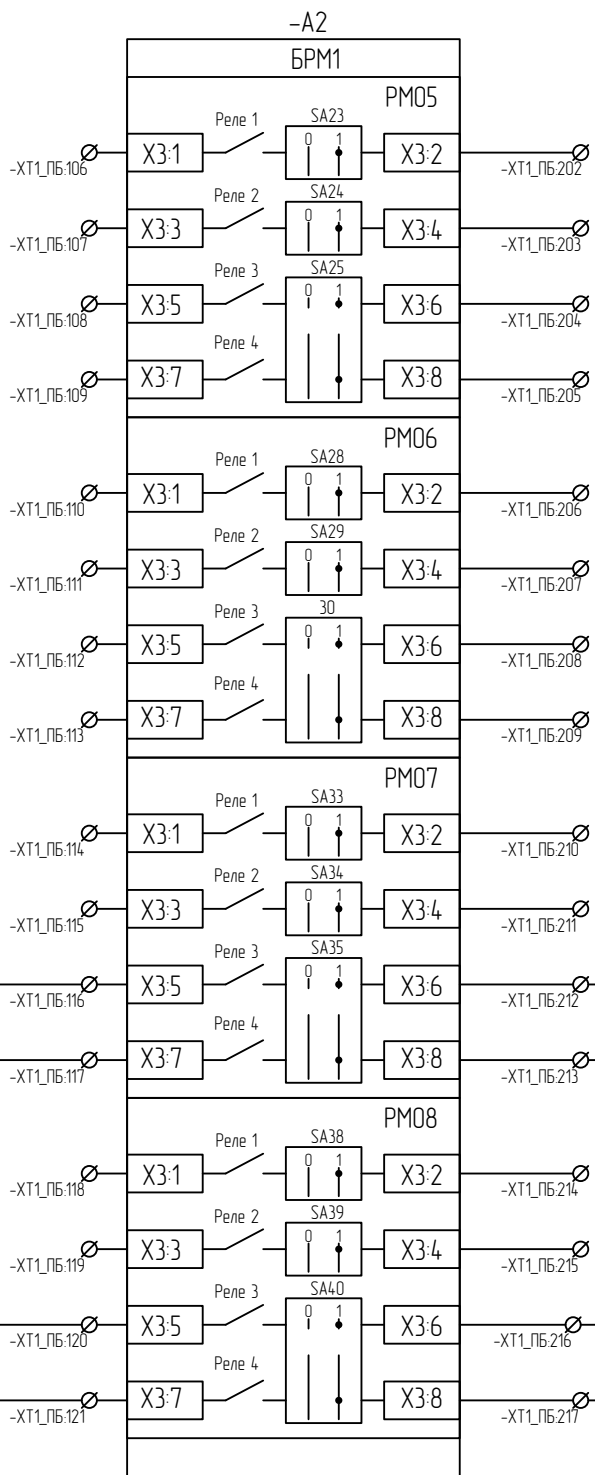 -А2
БРМ1
РМ05
Реле 1 SA23
0 1
-XT1_ПБ:106 X3:1 X3:2 -XT1_ПБ:202
Реле 2 SA24
0 1
-XT1_ПБ:107 X3:3 X3:4 -XT1_ПБ:203
Реле 3 SA25
0 1
-XT1_ПБ:108 X3:5 X3:6 -XT1_ПБ:204
Реле 4
-XT1_ПБ:109 X3:7 X3:8 -XT1_ПБ:205
РМ06
Реле 1 SA28
0 1
-XT1_ПБ:110 X3:1 X3:2 -XT1_ПБ:206
Реле 2 SA29
0 1
-XT1_ПБ:111 X3:3 X3:4 -XT1_ПБ:207
Реле 3 30
0 1
-XT1_ПБ:112 X3:5 X3:6 -XT1_ПБ:208
Реле 4
-XT1_ПБ:113 X3:7 X3:8 -XT1_ПБ:209
РМ07
Реле 1 SA33
0 1
-XT1_ПБ:114 X3:1 X3:2 -XT1_ПБ:210
Реле 2 SA34
0 1
-XT1_ПБ:115 X3:3 X3:4 -XT1_ПБ:211
Реле 3 SA35
0 1
-XT1_ПБ:116 X3:5 X3:6 -XT1_ПБ:212
Реле 4
-XT1_ПБ:117 X3:7 X3:8 -XT1_ПБ:213
РМ08
Реле 1 SA38
0 1
-XT1_ПБ:118 X3:1 X3:2 -XT1_ПБ:214
Реле 2 SA39
0 1
-XT1_ПБ:119 X3:3 X3:4 -XT1_ПБ:215
Реле 3 SA40
0 1
-XT1_ПБ:120 X3:5 X3:6 -XT1_ПБ:216
Реле 4
-XT1_ПБ:121 X3:7 X3:8 -XT1_ПБ:217